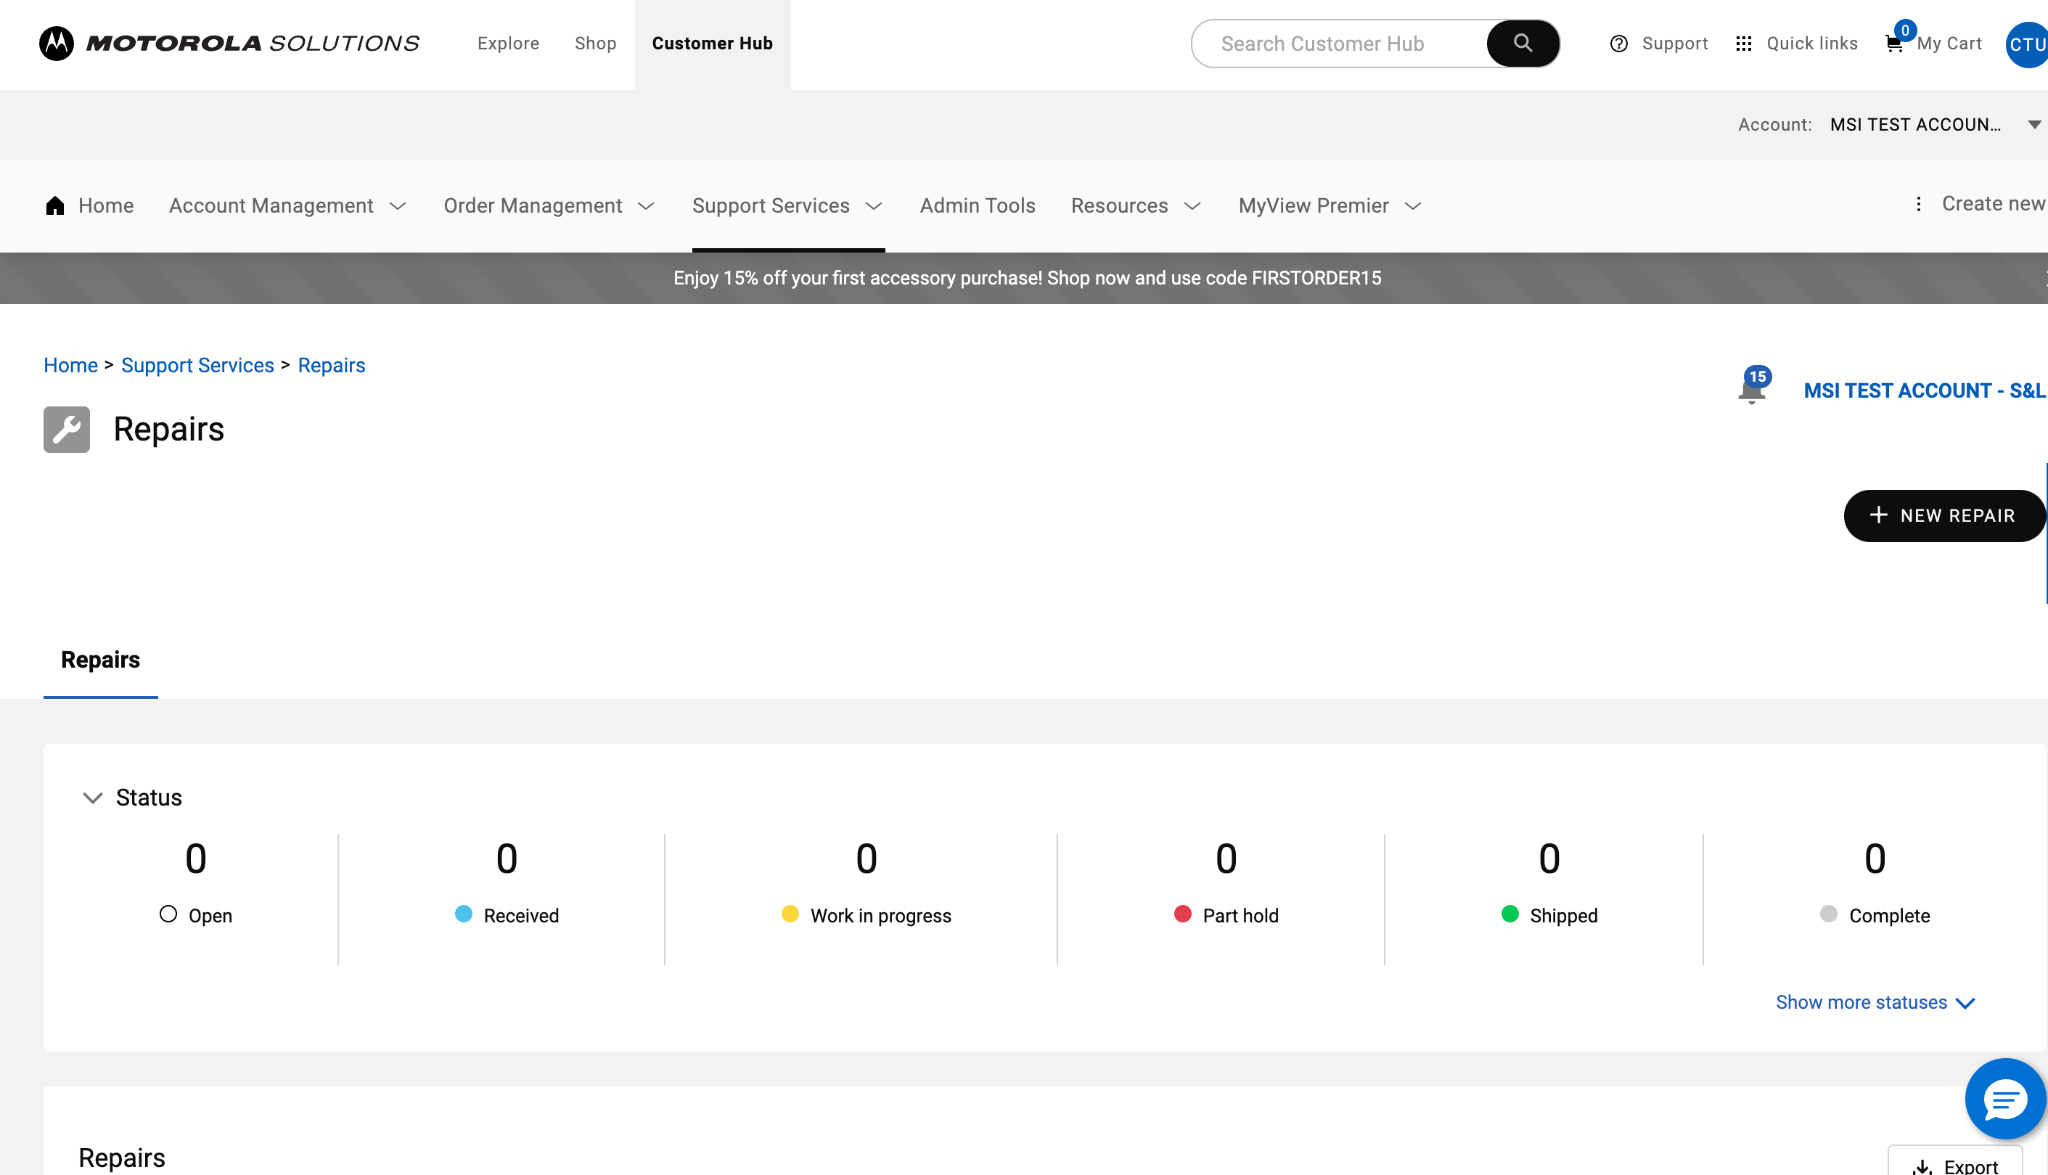 MOTOROLA SOLUTIONS
Explore
Shop
Customer Hub
Search Customer Hub
Support
Quick links
0
My Cart
CTU
Account:
MSI TEST ACCOUN...
Home
Account Management
Order Management
Support Services
Admin Tools
Resources
MyView Premier
Create new
Enjoy 15% off your first accessory purchase! Shop now and use code FIRSTORDER15
Home > Support Services > Repairs
15
MSI TEST ACCOUNT - S&L
Repairs
NEW REPAIR
Repairs
Status
0
0
0
0
0
0
Open
Received
Work in progress
Part hold
Shipped
Complete
Show more statuses
Repairs
Export